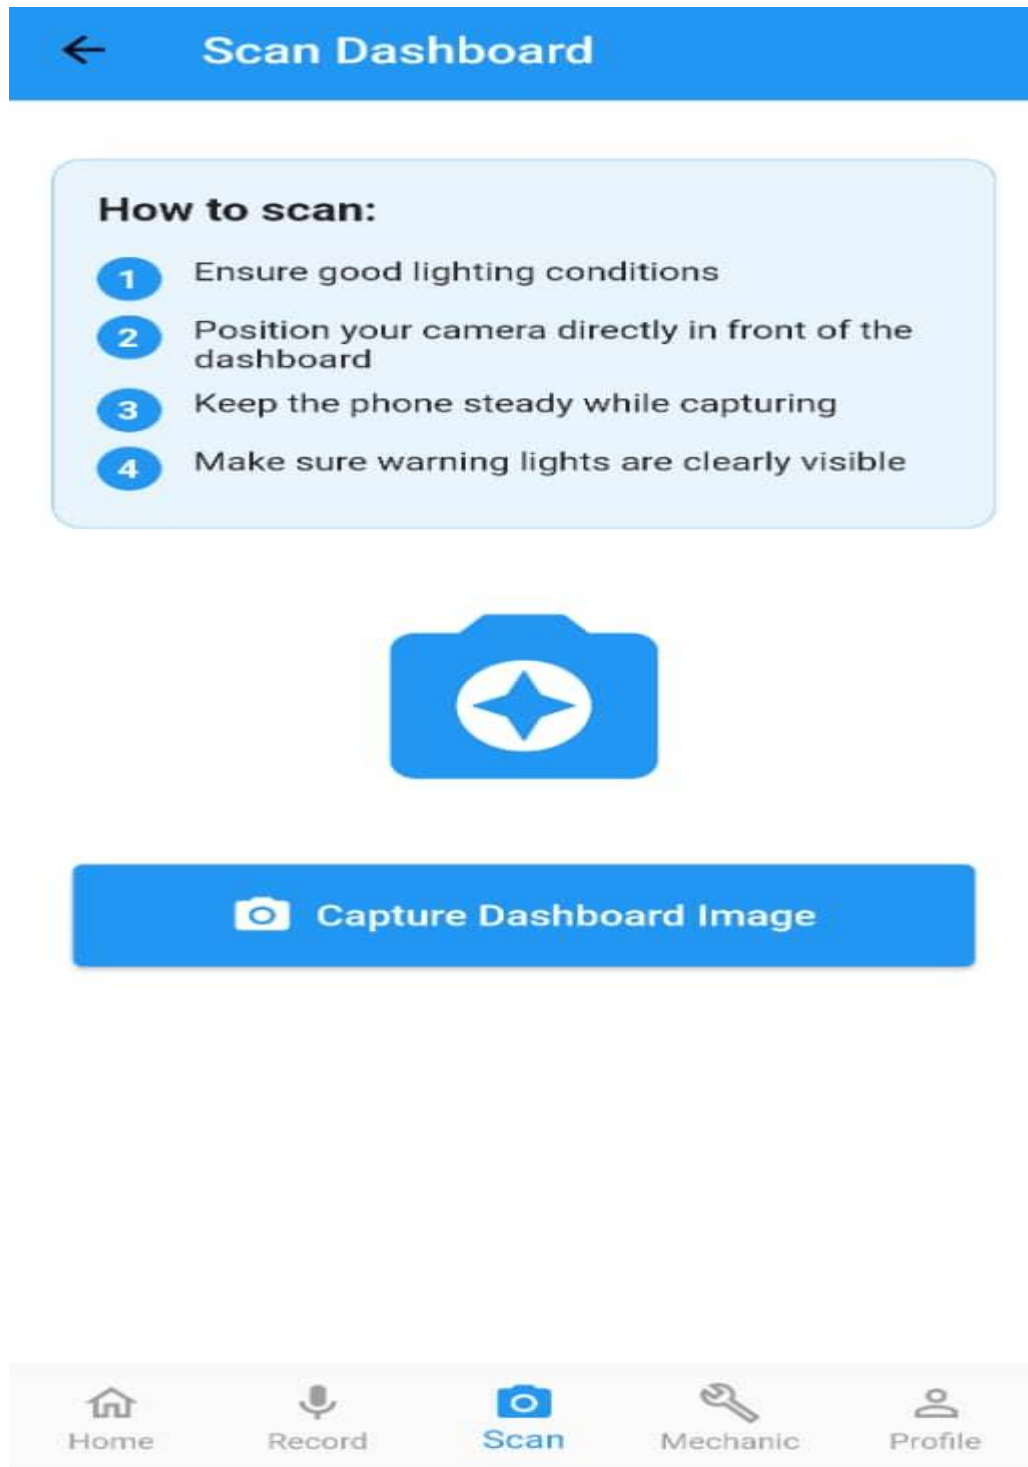 Scan Dashboard
How to scan:
1 Ensure good lighting conditions
2 Position your camera directly in front of the
dashboard
3 Keep the phone steady while capturing
4 Make sure warning lights are clearly visible
Capture Dashboard Image
Home Record Scan Mechanic Profile